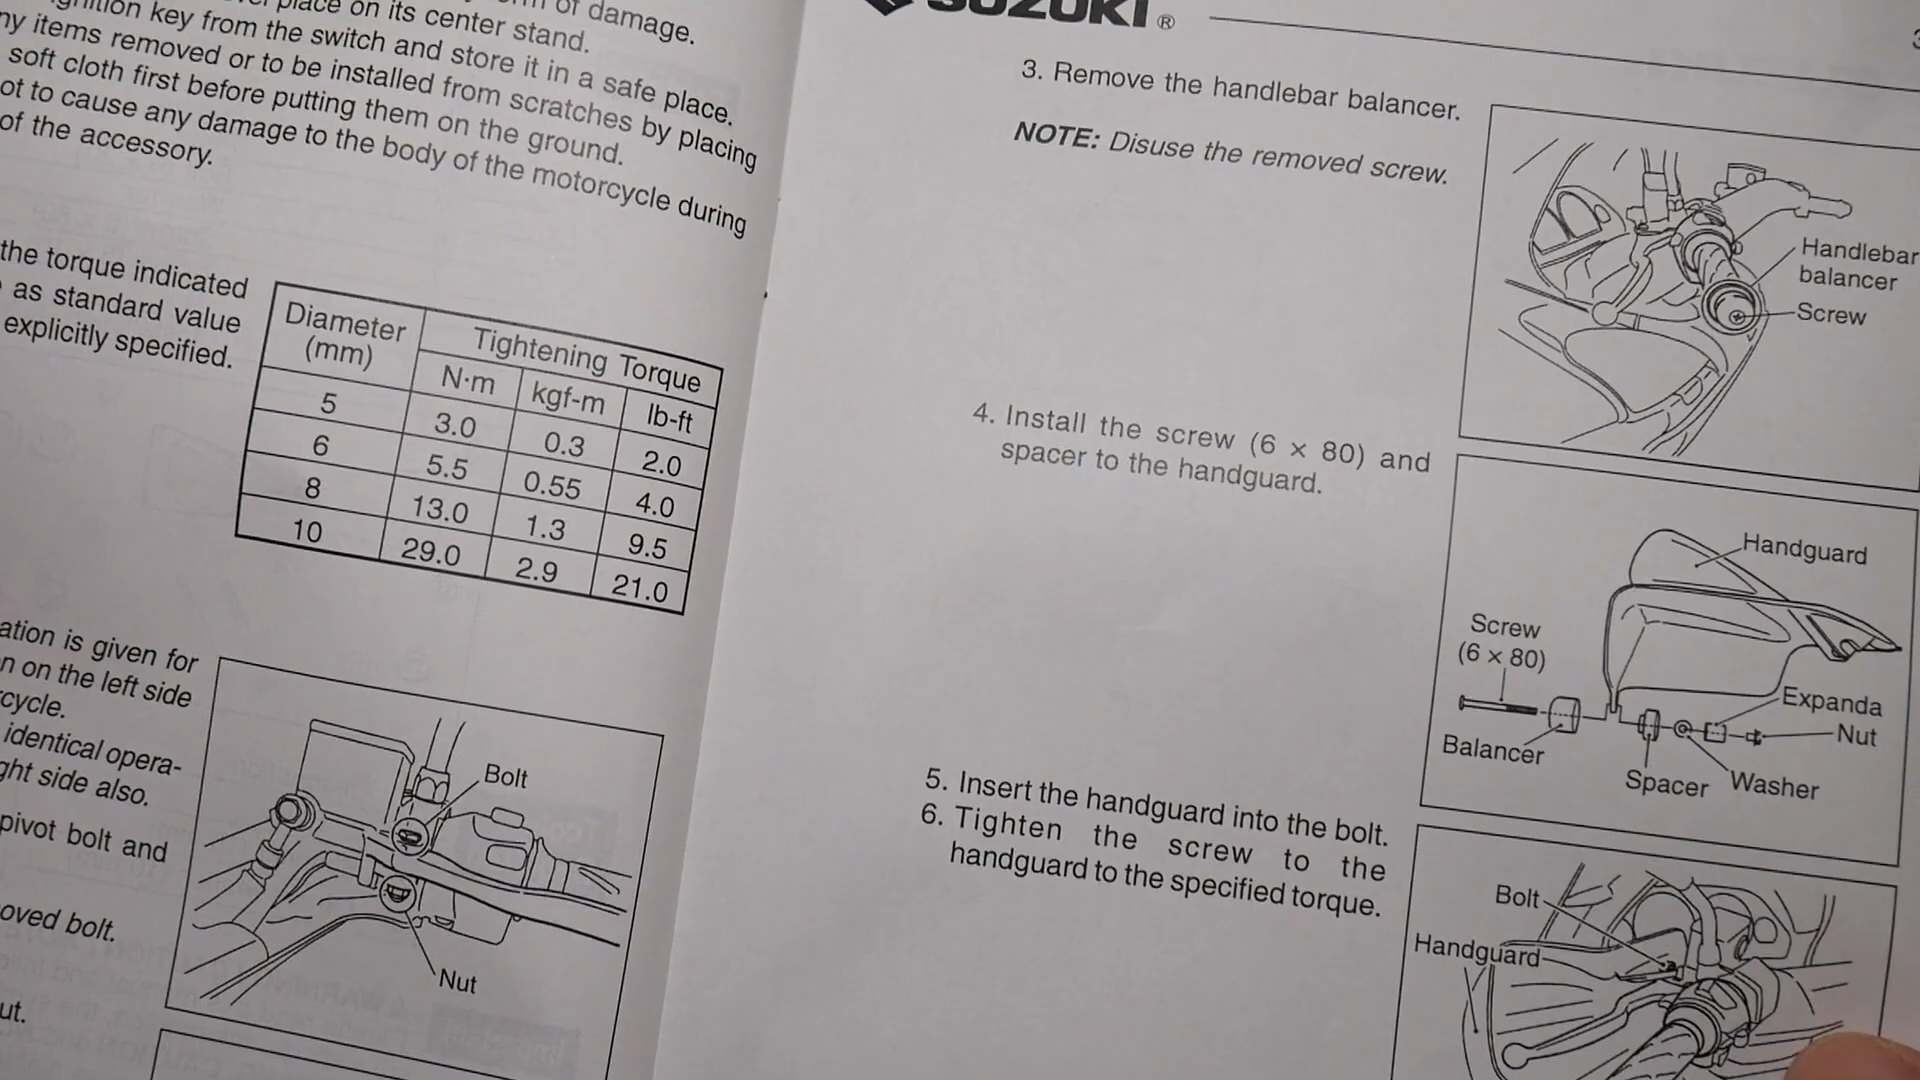 of damage.
place on its center stand.
ignition key from the switch and store it in a safe place.
ny items removed or to be installed from scratches by placing
soft cloth first before putting them on the ground.
ot to cause any damage to the body of the motorcycle during
of the accessory.
the torque indicated
as standard value
explicitly specified.
Diameter (mm) Tightening Torque
N·m kgf-m lb-ft
5 3.0 0.3 2.0
6 5.5 0.55 4.0
8 13.0 1.3 9.5
10 29.0 2.9 21.0
ation is given for
n on the left side
rcycle.
identical opera-
ght side also.
pivot bolt and
oved bolt.
ut.
Bolt
Nut
SUZUKI®
3. Remove the handlebar balancer.
NOTE: Disuse the removed screw.
Handlebar
balancer
Screw
4. Install the screw (6 × 80) and
spacer to the handguard.
Handguard
Screw
(6 × 80)
Expanda
Nut
Balancer
Spacer
Washer
5. Insert the handguard into the bolt.
6. Tighten the screw to the
handguard to the specified torque.
Bolt
Handguard